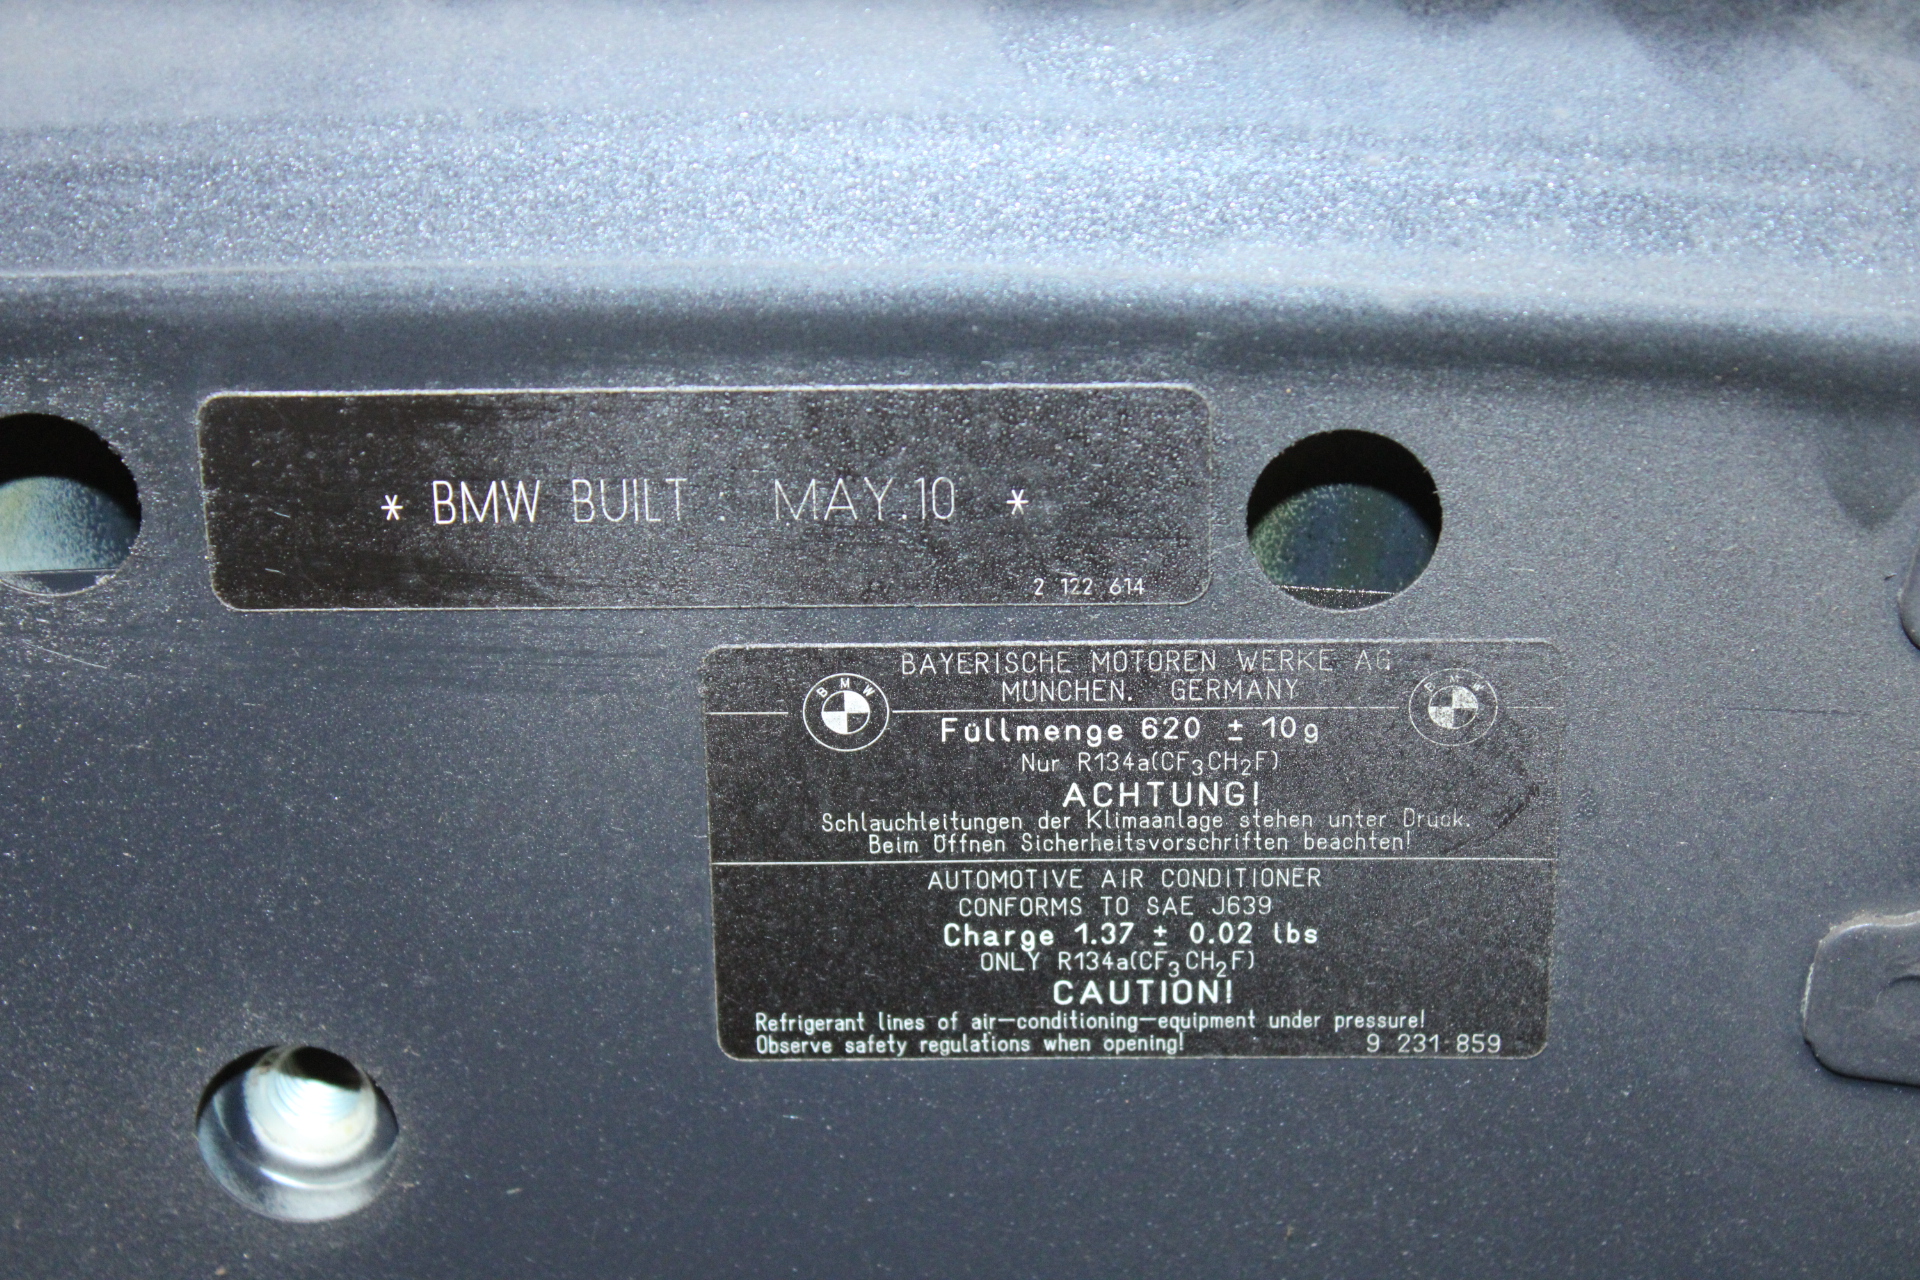 * BMW BUILT : MAY.10 *
2 122 614
BAYERISCHE MOTOREN WERKE AG
MÜNCHEN. GERMANY
BMW
BMW
Füllmenge 620 ± 10g
Nur R134a(CF₃CH₂F)
ACHTUNG!
Schlauchleitungen der Klimaanlage stehen unter Druck.
Beim Öffnen Sicherheitsvorschriften beachten!
AUTOMOTIVE AIR CONDITIONER
CONFORMS TO SAE J639
Charge 1.37 ± 0.02 lbs
ONLY R134a(CF₃CH₂F)
CAUTION!
Refrigerant lines of air-conditioning-equipment under pressure!
Observe safety regulations when opening! 9 231 859